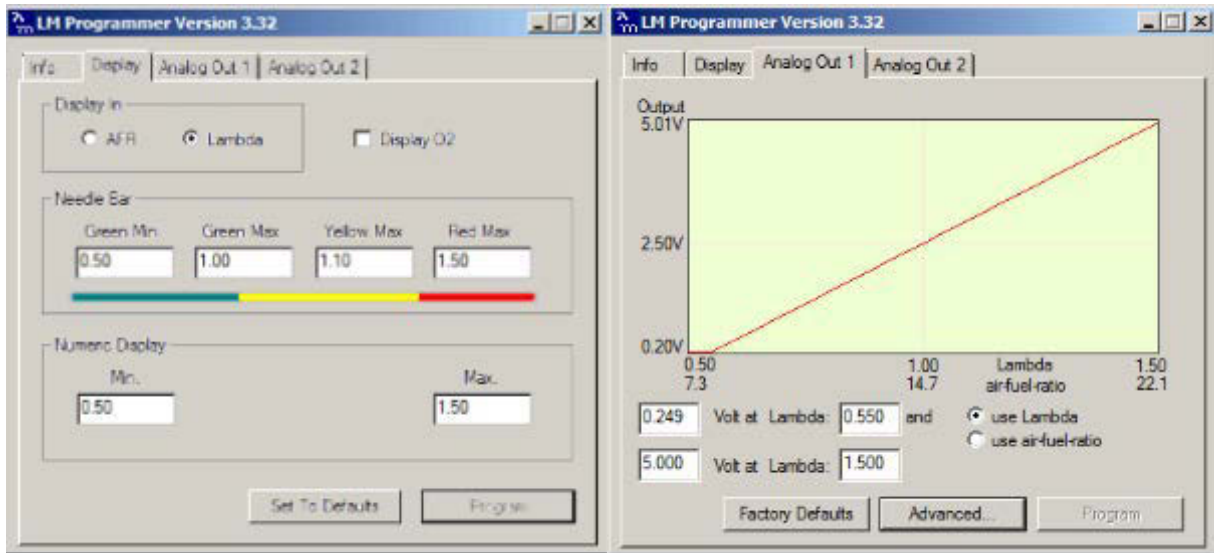 LM Programmer Version 3.32
Info Display Analog Out 1 Analog Out 2
Display In
AFR Lambda Display O2
Needle Bar
Green Min. Green Max Yellow Max Red Max
0.50 1.00 1.10 1.50
Numeric Display
Min. Max.
0.50 1.50
Set To Defaults Program
LM Programmer Version 3.32
Info Display Analog Out 1 Analog Out 2
Output
5.01V
2.50V
0.20V
0.50 1.00 Lambda 1.50
7.3 14.7 air-fuel-ratio 22.1
0.249 Volt at Lambda: 0.550 and use Lambda
use air-fuel-ratio
5.000 Volt at Lambda: 1.500
Factory Defaults Advanced... Program